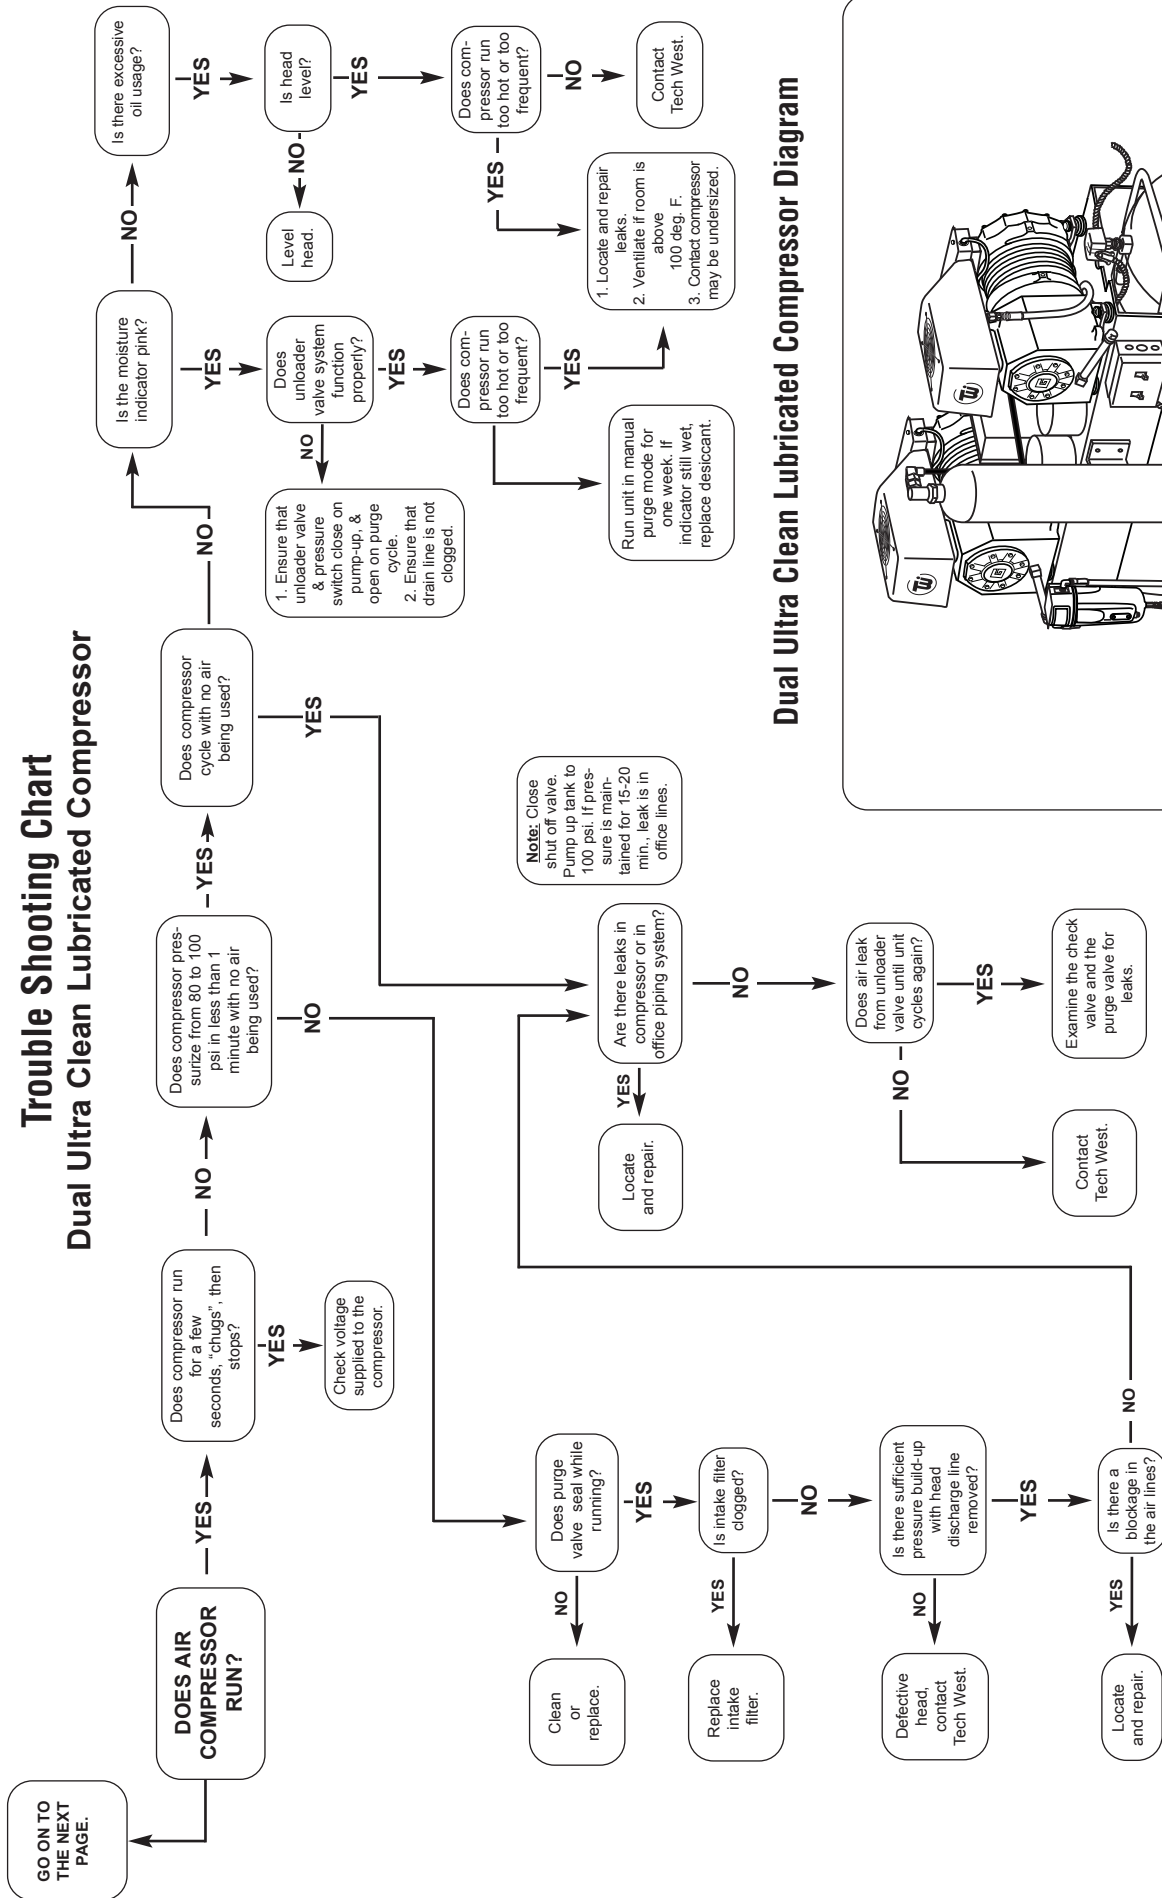 Trouble Shooting Chart
Dual Ultra Clean Lubricated Compressor
GO ON TO
THE NEXT
PAGE.
DOES AIR
COMPRESSOR
RUN?
YES
Does compressor run
for a few
seconds, “chugs”, then
stops?
YES
Check voltage
supplied to the
compressor.
NO
Does compressor pres-
surize from 80 to 100
psi in less than 1
minute with no air
being used?
NO
YES
Does compressor
cycle with no air
being used?
YES
NO
Is the moisture
indicator pink?
NO
Is there excessive
oil usage?
YES
Does
unloader
valve system
function
properly?
NO
1. Ensure that
unloader valve
& pressure
switch close on
pump-up, &
open on purge
cycle.
2. Ensure that
drain line is not
clogged.
YES
Does com-
pressor run
too hot or too
frequent?
Run unit in manual
purge mode for
one week. If
indicator still wet,
replace desiccant.
YES
1. Locate and repair
leaks.
2. Ventilate if room is
above
100 deg. F.
3. Contact compressor
may be undersized.
YES
Is head
level?
NO
Level
head.
YES
Does com-
pressor run
too hot or too
frequent?
YES
NO
Contact
Tech West.
Does purge
valve seal while
running?
NO
Clean
or
replace.
YES
Is intake filter
clogged?
YES
Replace
intake
filter.
NO
Is there sufficient
pressure build-up
with head
discharge line
removed?
NO
Defective
head,
contact
Tech West.
YES
Is there a
blockage in
the air lines?
YES
Locate
and repair.
NO
Are there leaks in
compressor or in
office piping system?
YES
Locate
and repair.
Note: Close
shut off valve.
Pump up tank to
100 psi. If pres-
sure is main-
tained for 15-20
min., leak is in
office lines.
NO
Does air leak
from unloader
valve until unit
cycles again?
NO
Contact
Tech West.
YES
Examine the check
valve and the
purge valve for
leaks.
Dual Ultra Clean Lubricated Compressor Diagram